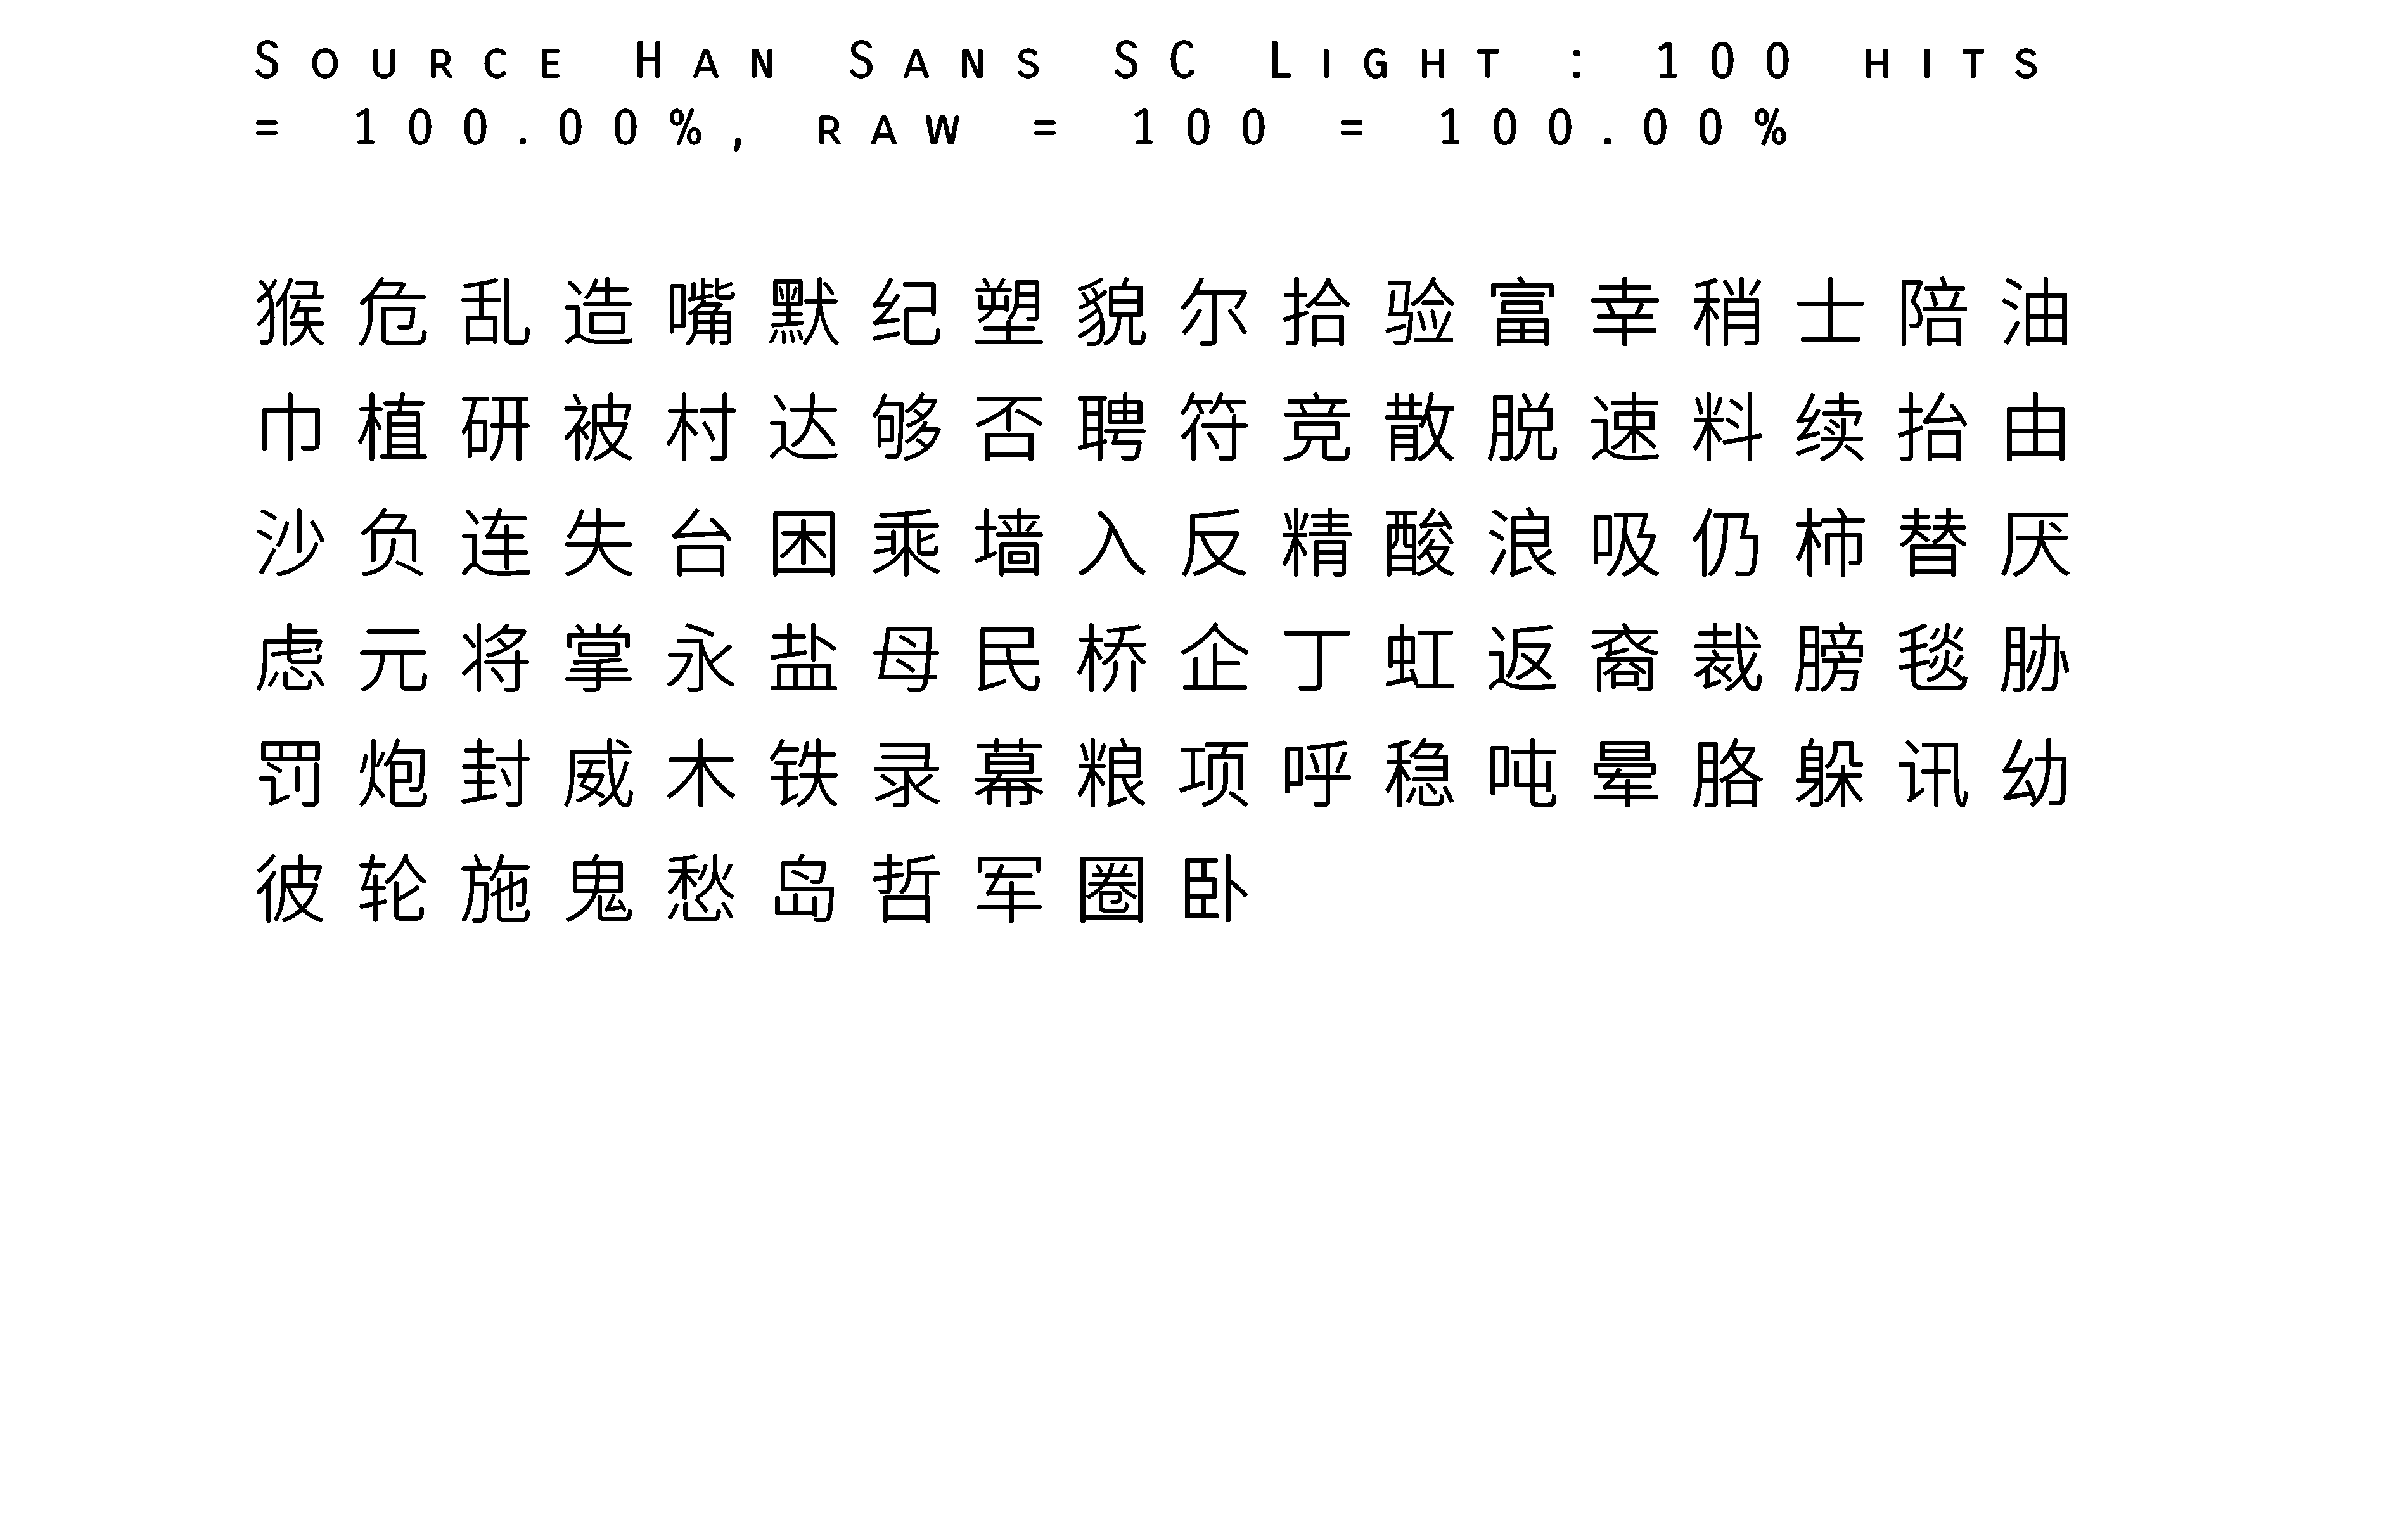 Source Han Sans SC Light : 100 hits
= 100.00%, raw = 100 = 100.00%
猴危乱造嘴默纪塑貌尔拾验富幸稍士陪油
巾植研被村达够否聘符竞散脱速料续抬由
沙负连失台困乘墙入反精酸浪吸仍柿替厌
虑元将掌永盐母民桥企丁虹返裔裁膀毯胁
罚炮封威木铁录幕粮项呼稳吨晕胳躲讯幼
彼轮施鬼愁岛哲军圈卧